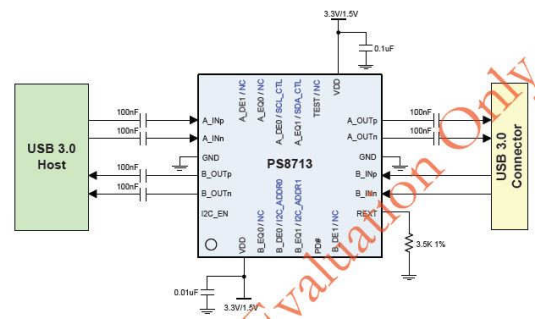 3.3V/1.5V
0.1uF
A_DE1 / NC
A_EQ0 / NC
A_DE0 / SCL_CTL
A_EQ1 / SDA_CTL
TEST / NC
VDD
USB 3.0
Host
100nF
100nF
100nF
100nF
A_INp
A_INn
GND
B_OUTp
B_OUTn
I2C_EN
PS8713
A_OUTp
A_OUTn
GND
B_INp
B_INn
REXT
100nF
100nF
USB 3.0
Connector
3.5K 1%
VDD
B_EQ0 / NC
B_DE0 / I2C_ADDR0
B_EQ1 / I2C_ADDR1
PD#
B_DE1 / NC
0.01uF
3.3V/1.5V
Evaluation Only